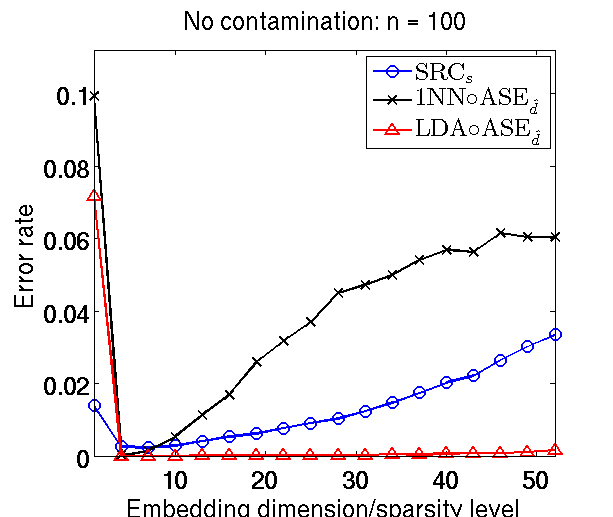 No contamination: n = 100
SRCₛ
1NN∘ASE_d̂
LDA∘ASE_d̂
Error rate
0.1
0.08
0.06
0.04
0.02
0
10
20
30
40
50
Embedding dimension/sparsity level